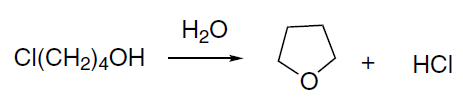 H₂O
Cl(CH₂)₄OH
O
+ HCl